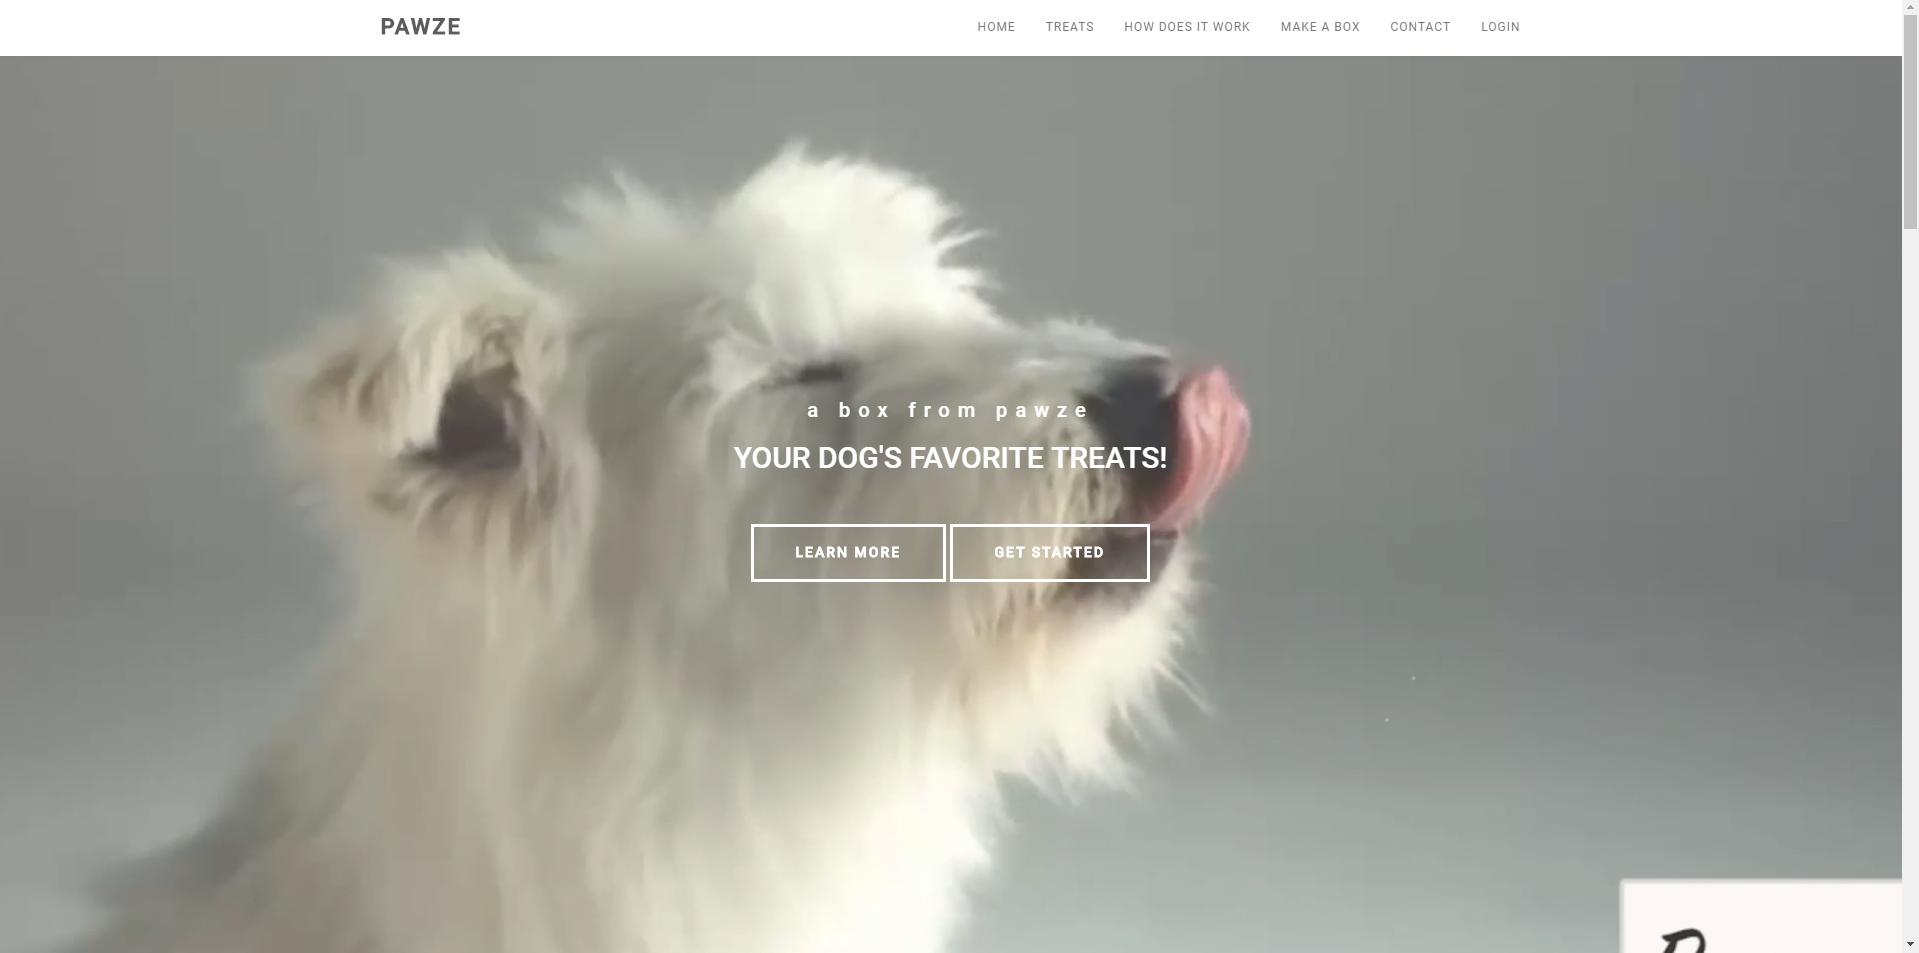 PAWZE
HOME TREATS HOW DOES IT WORK MAKE A BOX CONTACT LOGIN
a box from pawze
YOUR DOG'S FAVORITE TREATS!
LEARN MORE GET STARTED